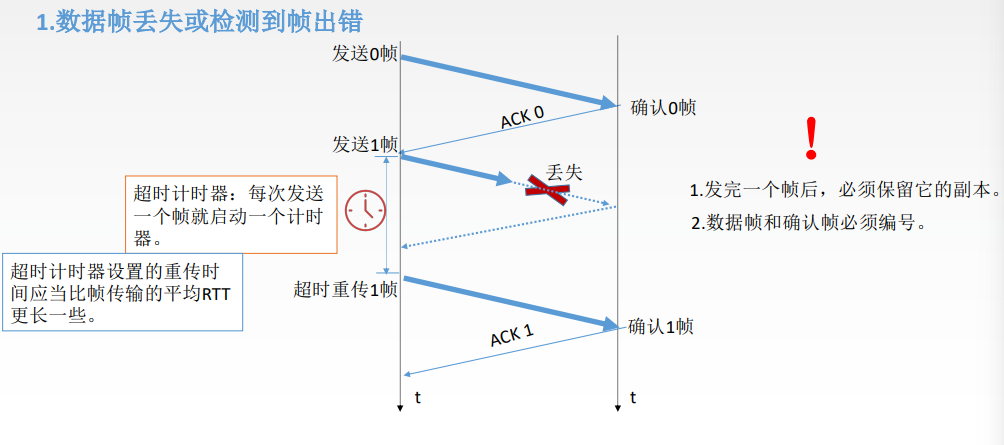 1.数据帧丢失或检测到帧出错
发送0帧
ACK 0
确认0帧
发送1帧
丢失
超时计时器：每次发送
一个帧就启动一个计时
器。
1.发完一个帧后，必须保留它的副本。
2.数据帧和确认帧必须编号。
超时计时器设置的重传时
间应当比帧传输的平均RTT
更长一些。
超时重传1帧
ACK 1
确认1帧
t
t